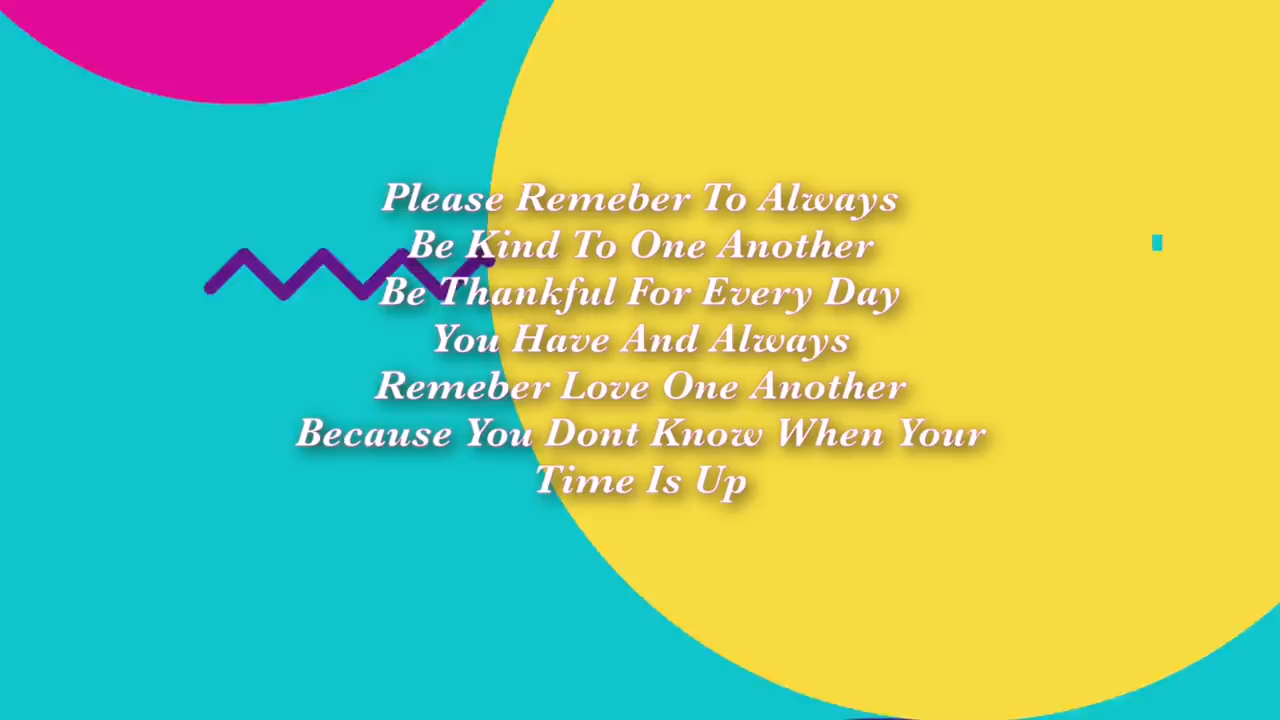 Please Remeber To Always
Be Kind To One Another
Be Thankful For Every Day
You Have And Always
Remeber Love One Another
Because You Dont Know When Your
Time Is Up